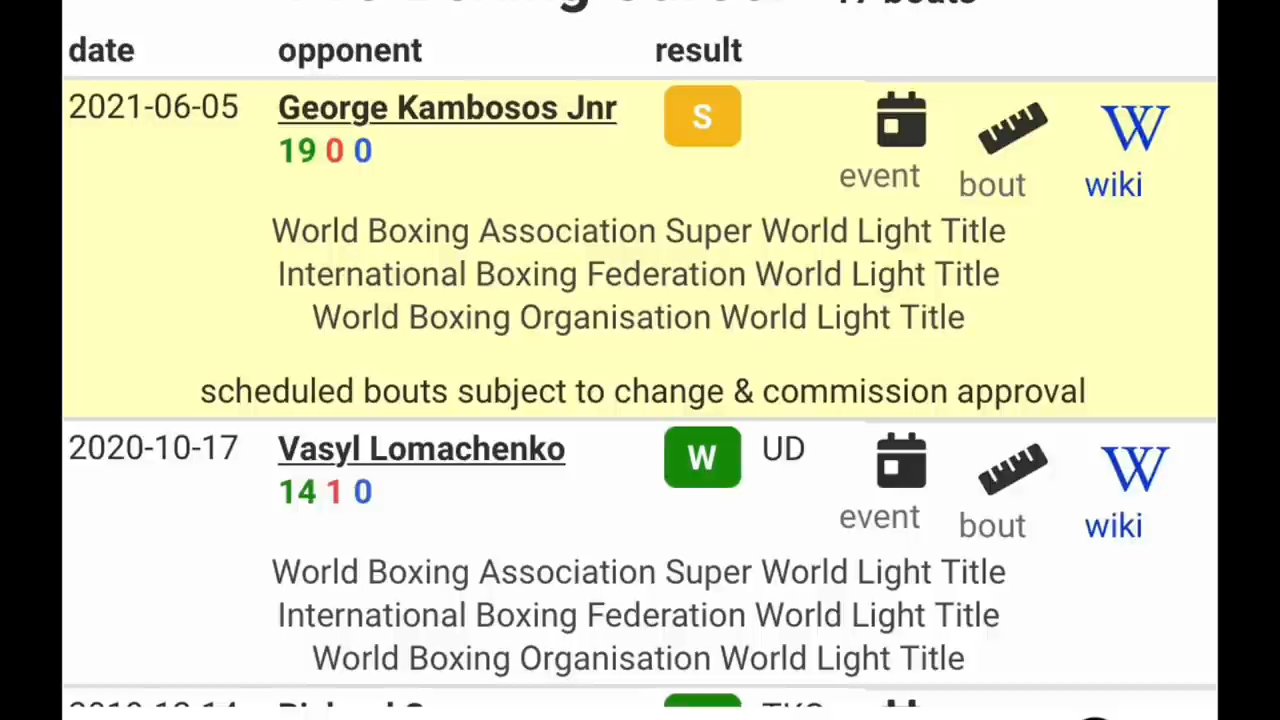 17 bouts
date opponent result
2021-06-05 George Kambosos Jnr S
19 0 0
event bout wiki
World Boxing Association Super World Light Title
International Boxing Federation World Light Title
World Boxing Organisation World Light Title
scheduled bouts subject to change & commission approval
2020-10-17 Vasyl Lomachenko W UD
14 1 0
event bout wiki
World Boxing Association Super World Light Title
International Boxing Federation World Light Title
World Boxing Organisation World Light Title